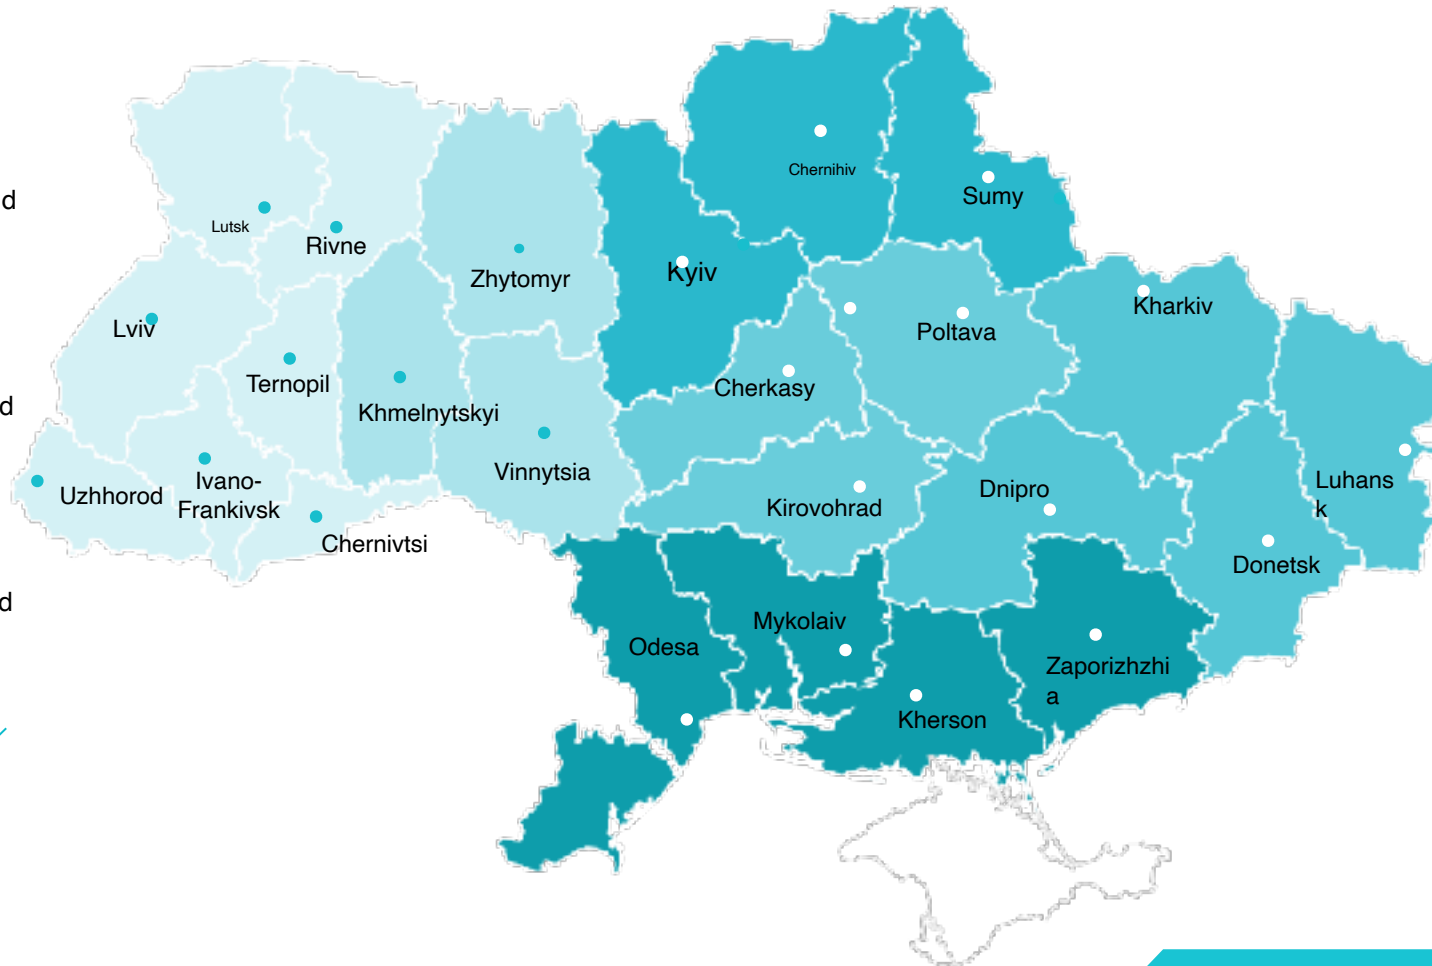 Chernihiv
d
Sumy
Lutsk
Rivne
Kyiv
Zhytomyr
Kharkiv
Lviv
Poltava
Ternopil
Cherkasy
d
Khmelnytskyi
Vinnytsia
Ivano-
Frankivsk
Uzhhorod
Luhans
k
Dnipro
Kirovohrad
Chernivtsi
Donetsk
d
Mykolaiv
Odesa
Zaporizhzhi
a
Kherson